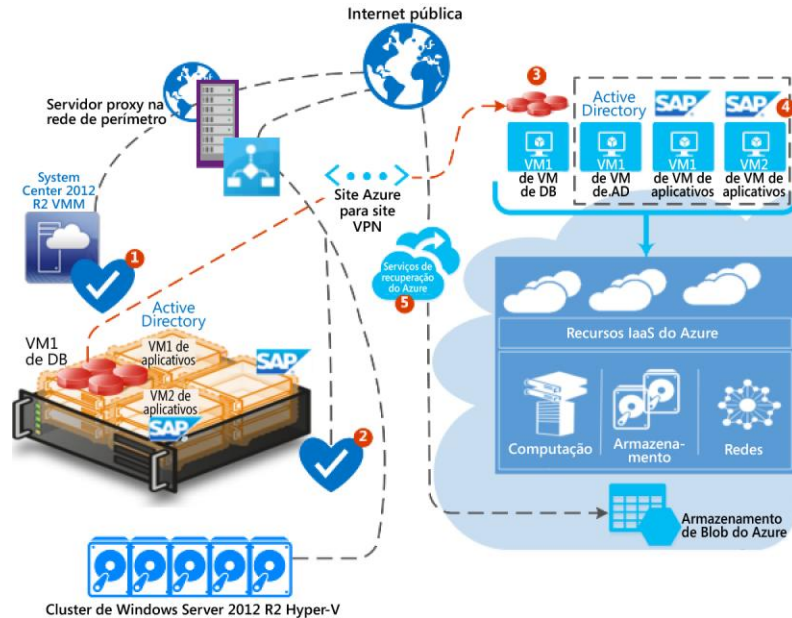 Internet pública
Servidor proxy na
rede de perímetro
System
Center 2012
R2 VMM
1
Site Azure
para site
VPN
3
Active
Directory
SAP
SAP
4
VM1
de VM
de DB
VM1
de VM
de.AD
VM1
de VM de
aplicativos
VM2
de VM de
aplicativos
Serviços de
recuperação
do Azure
5
Recursos IaaS do Azure
Computação
Armazena-
mento
Redes
Armazenamento
de Blob do Azure
VM1
de DB
Active
Directory
VM1 de
aplicativos
SAP
VM2 de
aplicativos
SAP
2
Cluster de Windows Server 2012 R2 Hyper-V